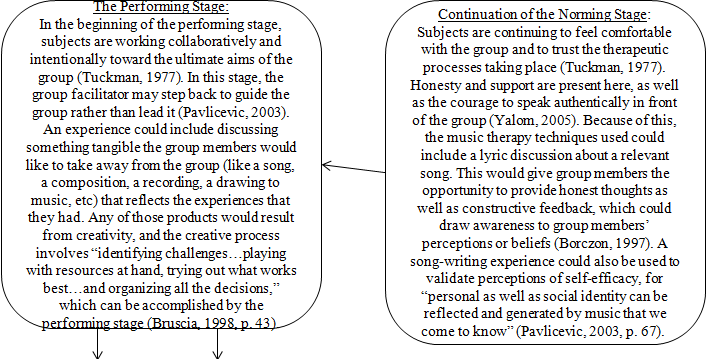 The Performing Stage:
In the beginning of the performing stage,
subjects are working collaboratively and
intentionally toward the ultimate aims of the
group (Tuckman, 1977). In this stage, the
group facilitator may step back to guide the
group rather than lead it (Pavlicevic, 2003).
An experience could include discussing
something tangible the group members would
like to take away from the group (like a song,
a composition, a recording, a drawing to
music, etc) that reflects the experiences that
they had. Any of those products would result
from creativity, and the creative process
involves “identifying challenges…playing
with resources at hand, trying out what works
best…and organizing all the decisions,”
which can be accomplished by the
performing stage (Bruscia, 1998, p. 43)
Continuation of the Norming Stage:
Subjects are continuing to feel comfortable
with the group and to trust the therapeutic
processes taking place (Tuckman, 1977).
Honesty and support are present here, as well
as the courage to speak authentically in front
of the group (Yalom, 2005). Because of this,
the music therapy techniques used could
include a lyric discussion about a relevant
song. This would give group members the
opportunity to provide honest thoughts as
well as constructive feedback, which could
draw awareness to group members’
perceptions or beliefs (Borczon, 1997). A
song-writing experience could also be used to
validate perceptions of self-efficacy, for
“personal as well as social identity can be
reflected and generated by music that we
come to know” (Pavlicevic, 2003, p. 67).